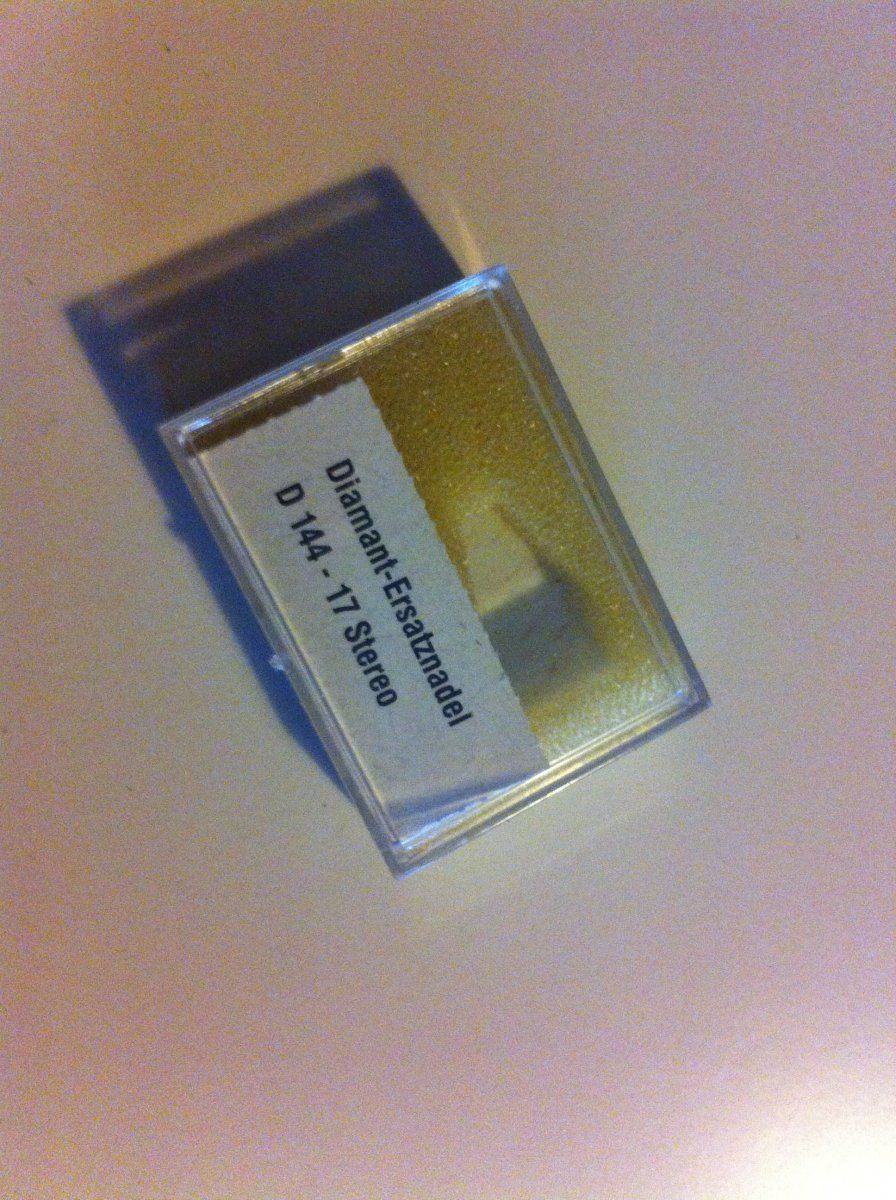 Diamant-Ersatznadel
D 144 - 17 Stereo